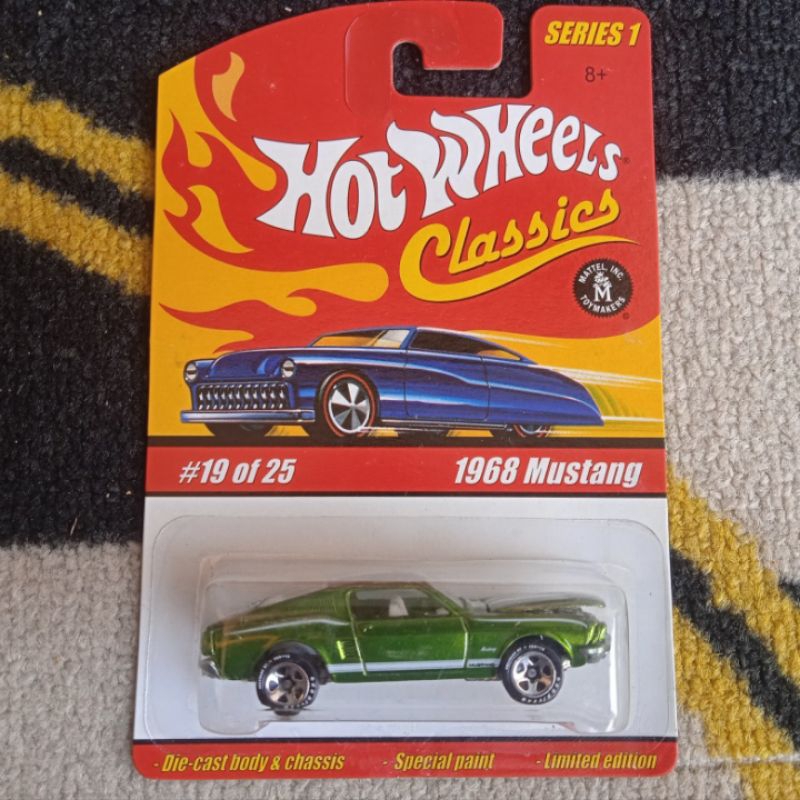 SERIES 1
8+
HOT WHEELS®
Classics
MATTEL, INC.
M
TOYMAKERS
#19 of 25
1968 Mustang
MUSTANG
- Die-cast body & chassis - Special paint - Limited edition